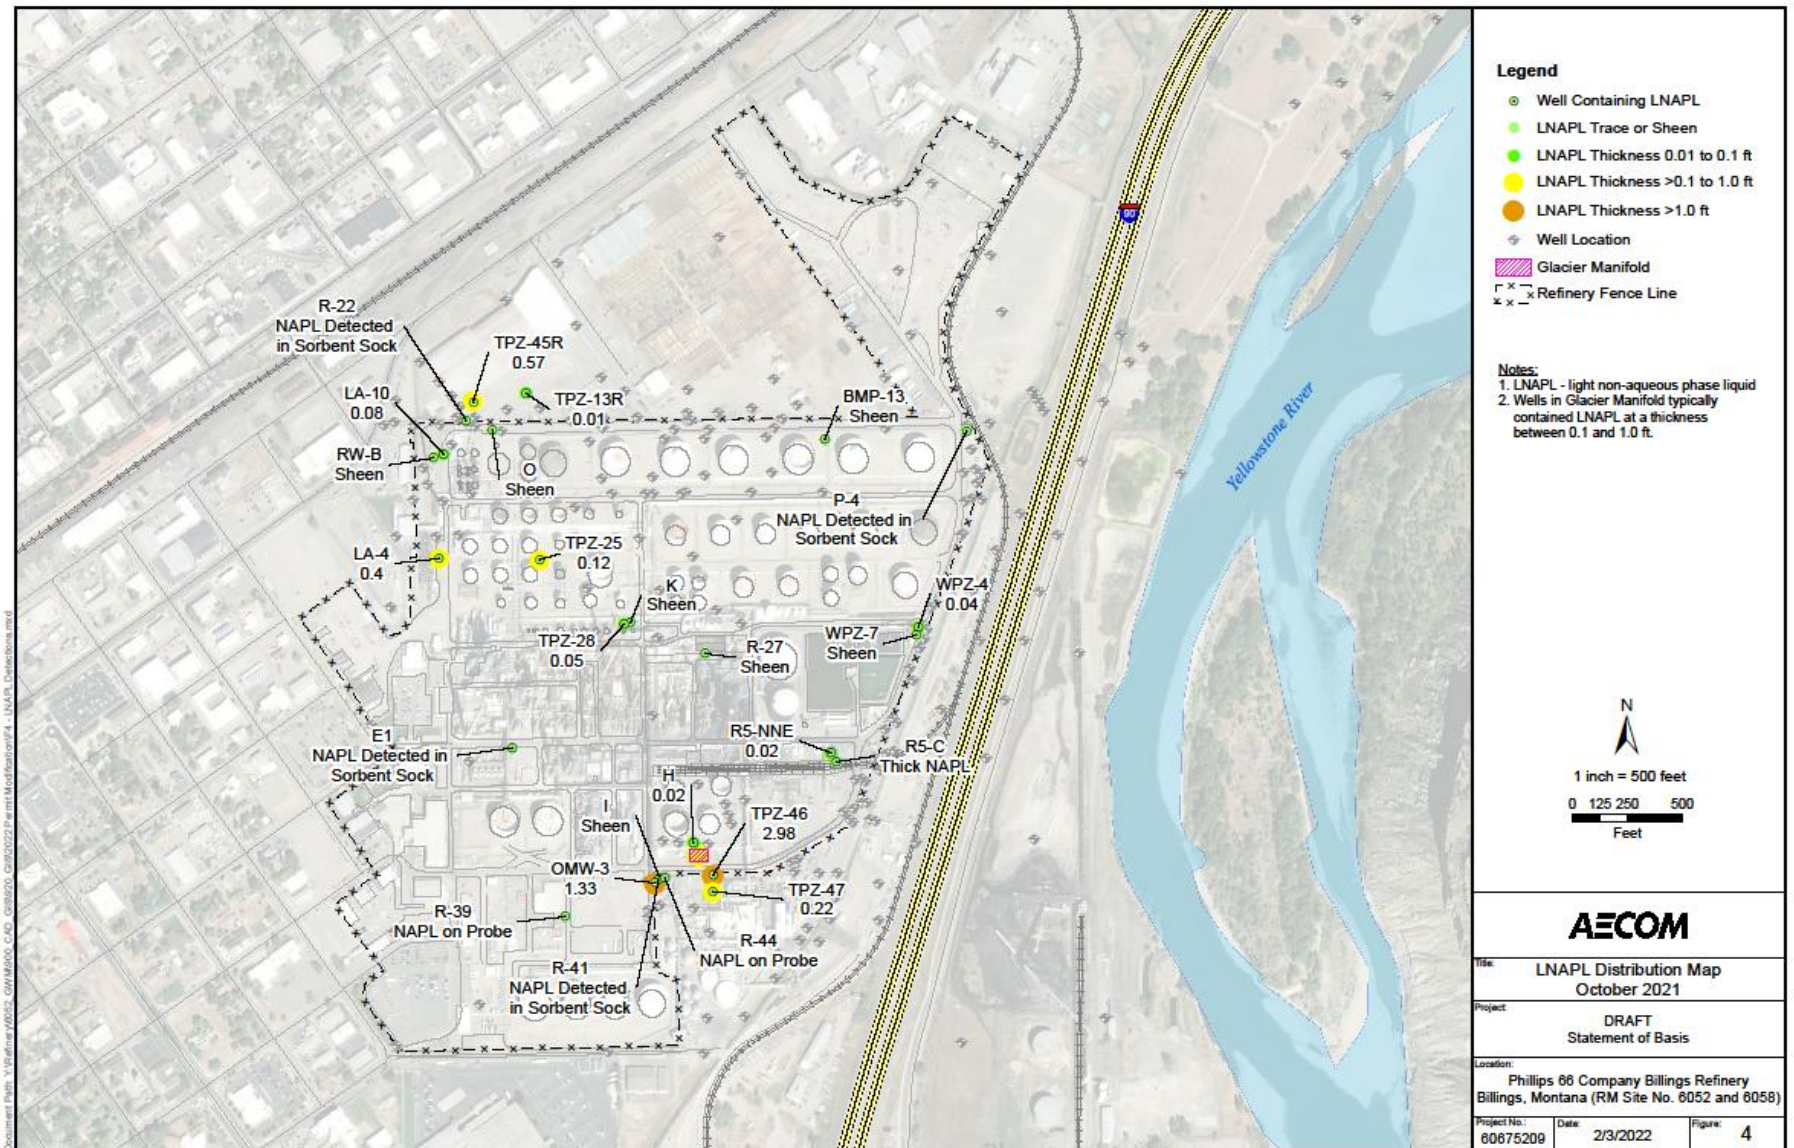 R-22
NAPL Detected
in Sorbent Sock
TPZ-45R
0.57
LA-10
0.08
TPZ-13R
0.01
BMP-13
Sheen
RW-B
Sheen
O
Sheen
P-4
NAPL Detected in
Sorbent Sock
LA-4
0.4
TPZ-25
0.12
K
Sheen
WPZ-4
0.04
TPZ-28
0.05
R-27
Sheen
WPZ-7
Sheen
E1
NAPL Detected in
Sorbent Sock
R5-NNE
0.02
R5-C
Thick NAPL
H
0.02
I
Sheen
TPZ-46
2.98
OMW-3
1.33
TPZ-47
0.22
R-39
NAPL on Probe
R-44
NAPL on Probe
R-41
NAPL Detected
in Sorbent Sock
90
Yellowstone River
Legend
Well Containing LNAPL
LNAPL Trace or Sheen
LNAPL Thickness 0.01 to 0.1 ft
LNAPL Thickness >0.1 to 1.0 ft
LNAPL Thickness >1.0 ft
Well Location
Glacier Manifold
Refinery Fence Line
Notes:
1. LNAPL - light non-aqueous phase liquid
2. Wells in Glacier Manifold typically
contained LNAPL at a thickness
between 0.1 and 1.0 ft.
N
1 inch = 500 feet
0 125 250 500
Feet
AECOM
Title:
LNAPL Distribution Map
October 2021
Project:
DRAFT
Statement of Basis
Location:
Phillips 66 Company Billings Refinery
Billings, Montana (RM Site No. 6052 and 6058)
Project No.:
60675209
Date:
2/3/2022
Figure:
4